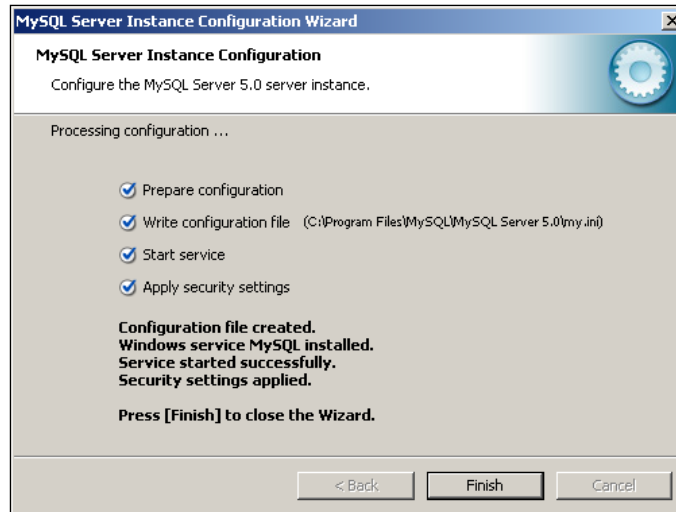 MySQL Server Instance Configuration Wizard
MySQL Server Instance Configuration
Configure the MySQL Server 5.0 server instance.
Processing configuration ...
Prepare configuration
Write configuration file (C:\Program Files\MySQL\MySQL Server 5.0\my.ini)
Start service
Apply security settings
Configuration file created.
Windows service MySQL installed.
Service started successfully.
Security settings applied.
Press [Finish] to close the Wizard.
< Back Finish Cancel